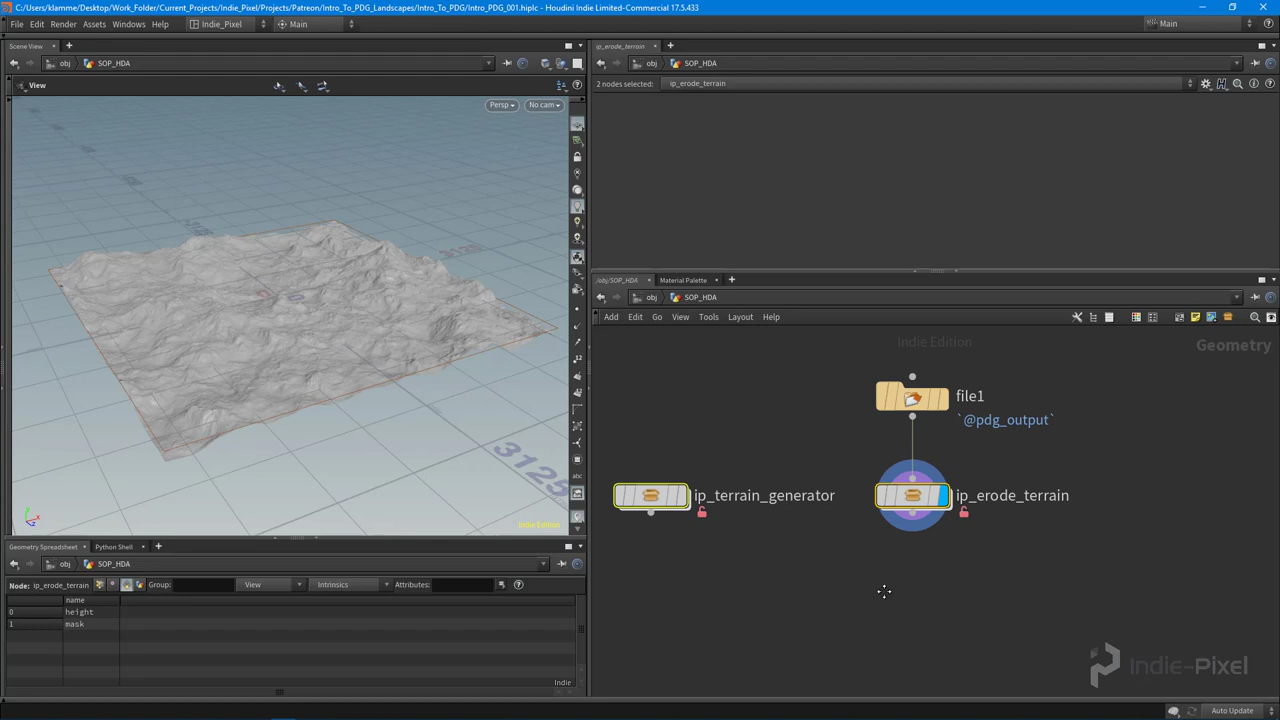 C:/Users/klamme/Desktop/Work_Folder/Current_Projects/Indie_Pixel/Projects/Patreon/Intro_To_PDG_Landscapes/Intro_To_PDG/Intro_PDG_001.hiplc - Houdini Indie Limited-Commercial 17.5.433
File Edit Render Assets Windows Help Indie_Pixel Main Main
Scene View
obj SOP_HDA
View
Persp No cam
3125
3125
Indie Edition
ip_erode_terrain
obj SOP_HDA
2 nodes selected: ip_erode_terrain
/obj/SOP_HDA Material Palette
obj SOP_HDA
Add Edit Go View Tools Layout Help
Indie Edition
Geometry
file1
`@pdg_output`
ip_terrain_generator
ip_erode_terrain
Indie-Pixel
Geometry Spreadsheet Python Shell
obj SOP_HDA
Node: ip_erode_terrain Group: View Intrinsics Attributes:
name
0 height
1 mask
Indie
Auto Update